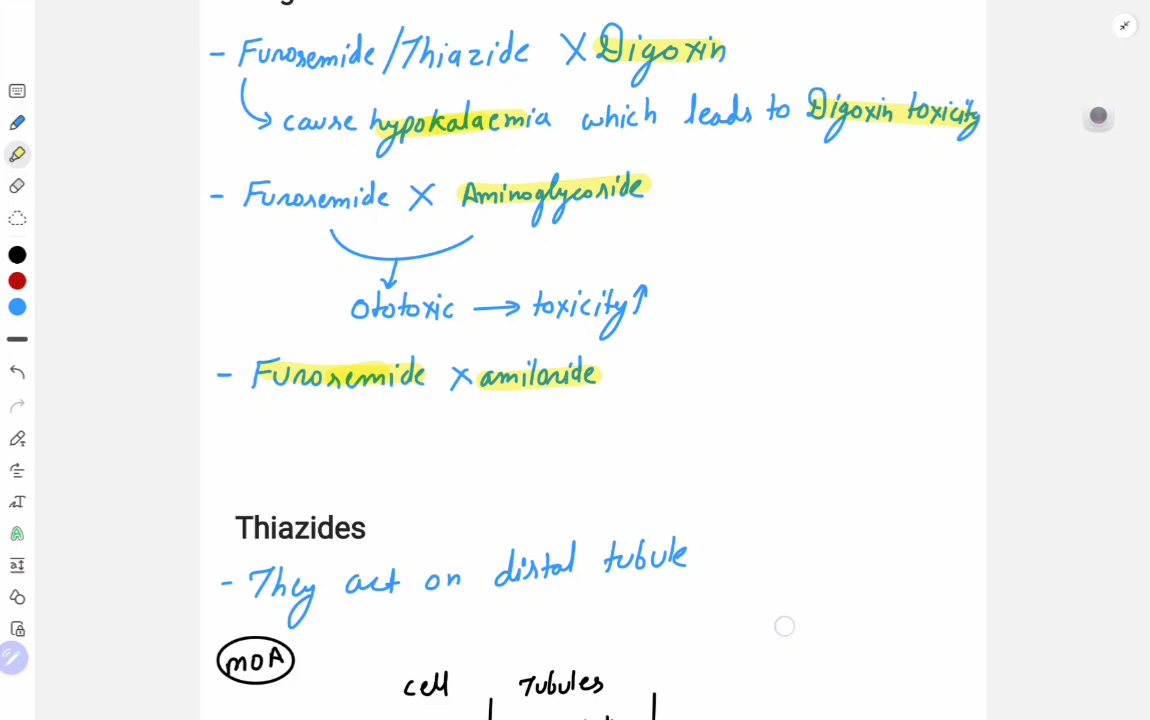 - Furosemide/Thiazide X Digoxin
cause hypokalaemia which leads to Digoxin toxicity
- Furosemide X Aminoglycoside
Ototoxic → toxicity↑
- Furosemide X amiloride
Thiazides
- They act on distal tubule
MOA
cell Tubules